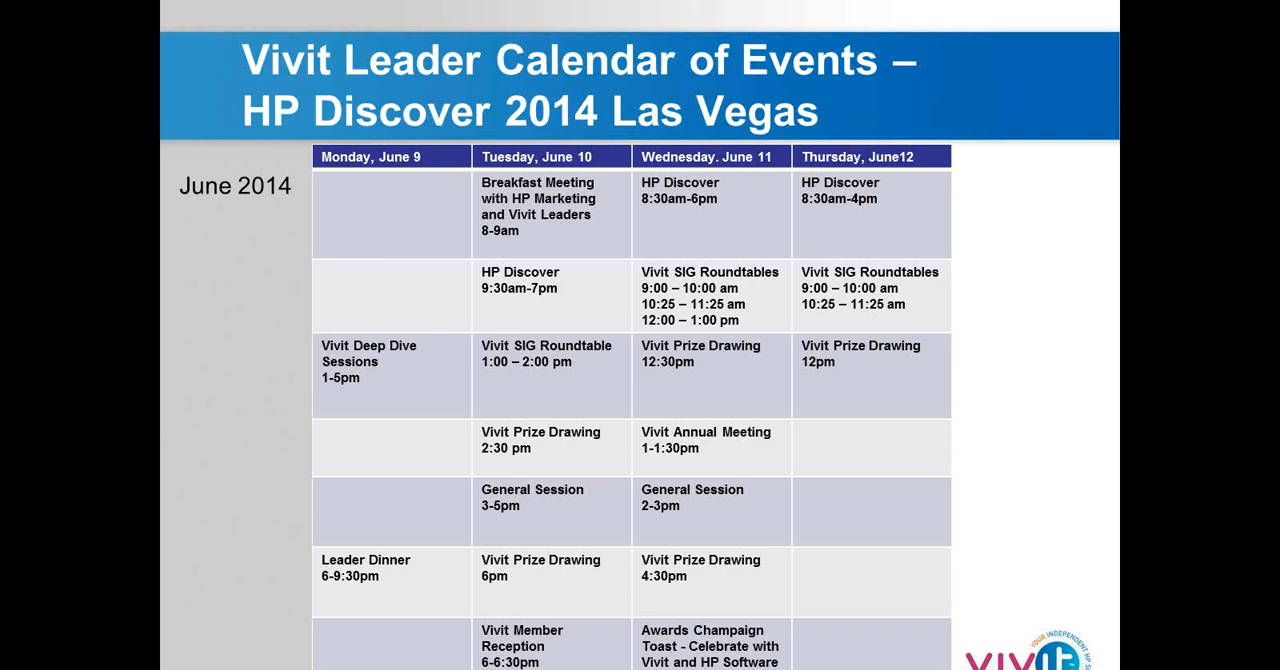 Vivit Leader Calendar of Events –
HP Discover 2014 Las Vegas
June 2014
Monday, June 9
Tuesday, June 10
Wednesday. June 11
Thursday, June12
Breakfast Meeting
with HP Marketing
and Vivit Leaders
8-9am
HP Discover
8:30am-6pm
HP Discover
8:30am-4pm
HP Discover
9:30am-7pm
Vivit SIG Roundtables
9:00 – 10:00 am
10:25 – 11:25 am
12:00 – 1:00 pm
Vivit SIG Roundtables
9:00 – 10:00 am
10:25 – 11:25 am
Vivit Deep Dive
Sessions
1-5pm
Vivit SIG Roundtable
1:00 – 2:00 pm
Vivit Prize Drawing
12:30pm
Vivit Prize Drawing
12pm
Vivit Prize Drawing
2:30 pm
Vivit Annual Meeting
1-1:30pm
General Session
3-5pm
General Session
2-3pm
Leader Dinner
6-9:30pm
Vivit Prize Drawing
6pm
Vivit Prize Drawing
4:30pm
Vivit Member
Reception
6-6:30pm
Awards Champaign
Toast - Celebrate with
Vivit and HP Software
YOUR INDEPENDENT HP